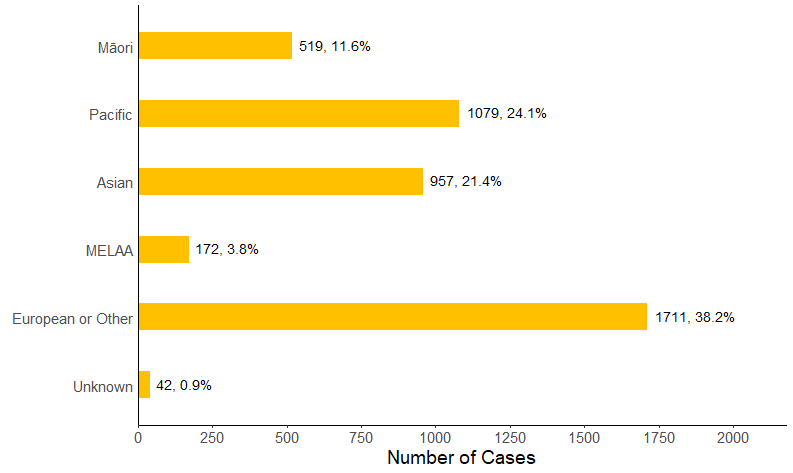 Māori 519, 11.6%
Pacific 1079, 24.1%
Asian 957, 21.4%
MELAA 172, 3.8%
European or Other 1711, 38.2%
Unknown 42, 0.9%
0 250 500 750 1000 1250 1500 1750 2000
Number of Cases